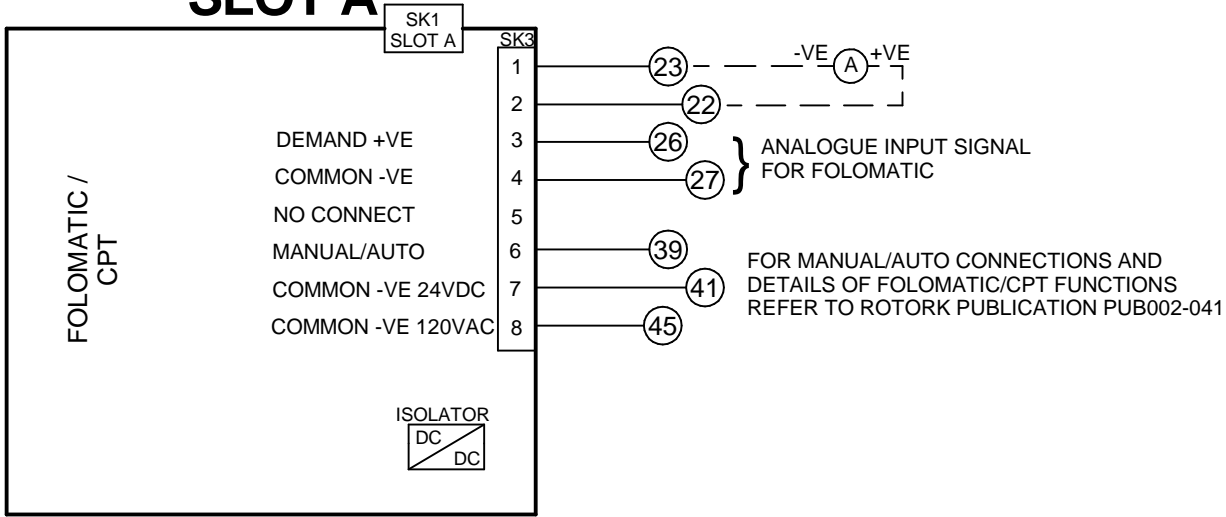 SLOT A
SK1
SLOT A
SK3
1
23
-VE
A
+VE
2
22
DEMAND +VE
3
26
COMMON -VE
4
27
}
ANALOGUE INPUT SIGNAL
FOR FOLOMATIC
NO CONNECT
5
MANUAL/AUTO
6
39
COMMON -VE 24VDC
7
41
COMMON -VE 120VAC
8
45
FOR MANUAL/AUTO CONNECTIONS AND
DETAILS OF FOLOMATIC/CPT FUNCTIONS
REFER TO ROTORK PUBLICATION PUB002-041
FOLOMATIC /
CPT
ISOLATOR
DC
DC